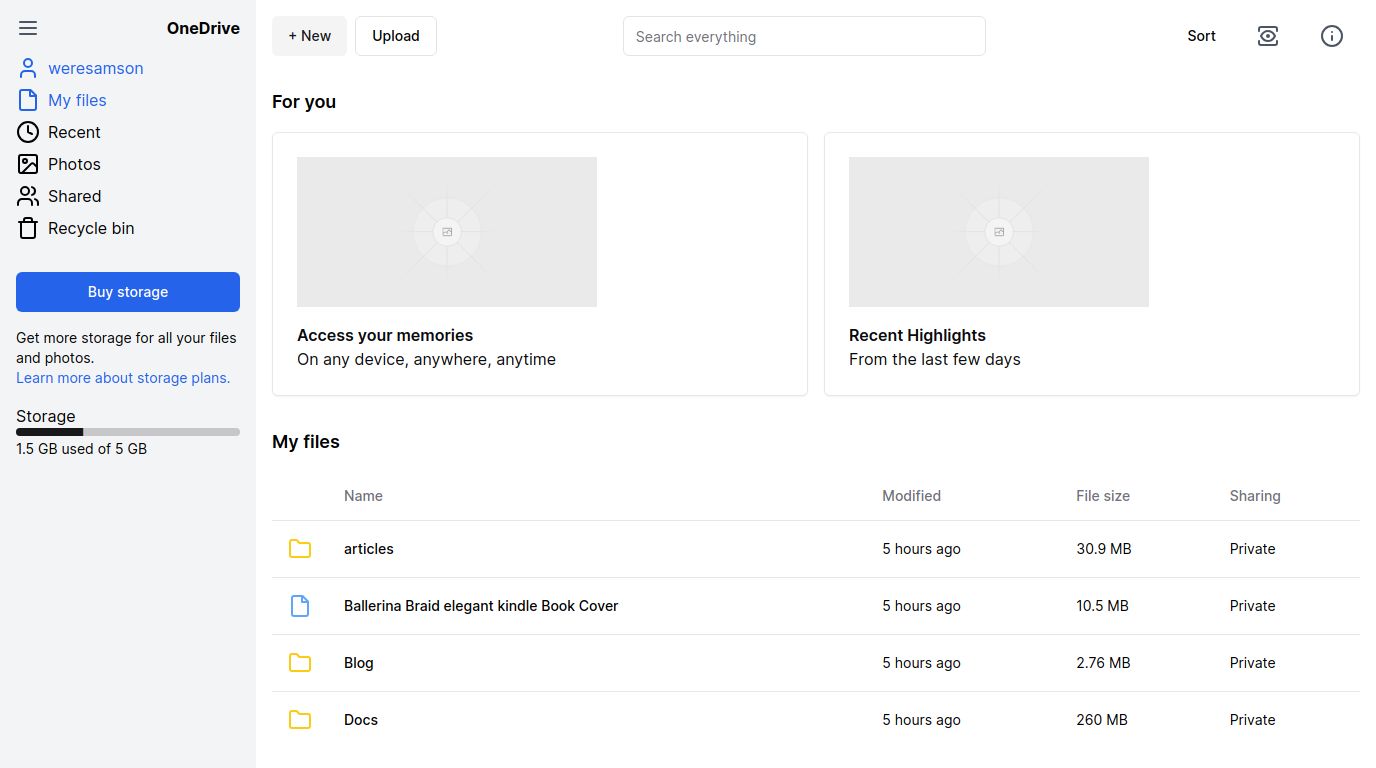 OneDrive
weresamson
My files
Recent
Photos
Shared
Recycle bin
Buy storage
Get more storage for all your files
and photos.
Learn more about storage plans.
Storage
1.5 GB used of 5 GB
+ New
Upload
Search everything
Sort
For you
Access your memories
On any device, anywhere, anytime
Recent Highlights
From the last few days
My files
Name Modified File size Sharing
articles 5 hours ago 30.9 MB Private
Ballerina Braid elegant kindle Book Cover 5 hours ago 10.5 MB Private
Blog 5 hours ago 2.76 MB Private
Docs 5 hours ago 260 MB Private